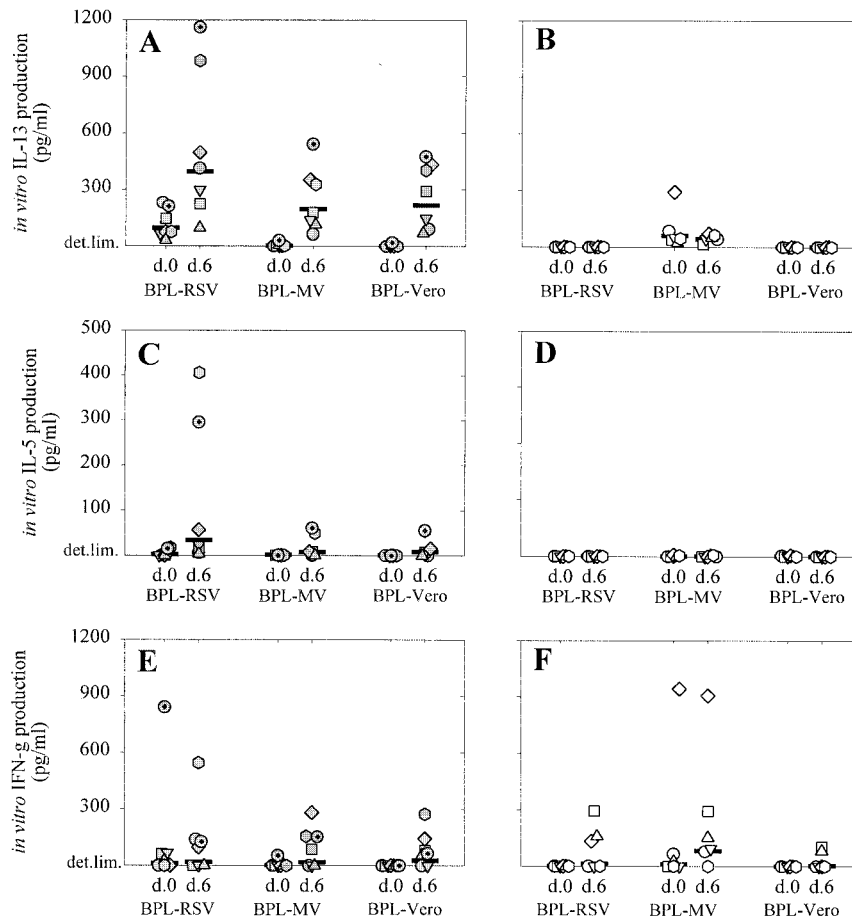 1200
A
B
900
in vitro IL-13 production
(pg/ml)
600
300
det.lim.
d.0 d.6 d.0 d.6 d.0 d.6
BPL-RSV BPL-MV BPL-Vero
d.0 d.6 d.0 d.6 d.0 d.6
BPL-RSV BPL-MV BPL-Vero
500
C
D
400
in vitro IL-5 production
(pg/ml)
300
200
100
det.lim.
d.0 d.6 d.0 d.6 d.0 d.6
BPL-RSV BPL-MV BPL-Vero
d.0 d.6 d.0 d.6 d.0 d.6
BPL-RSV BPL-MV BPL-Vero
1200
E
F
900
in vitro IFN-g production
(pg/ml)
600
300
det.lim.
d.0 d.6 d.0 d.6 d.0 d.6
BPL-RSV BPL-MV BPL-Vero
d.0 d.6 d.0 d.6 d.0 d.6
BPL-RSV BPL-MV BPL-Vero